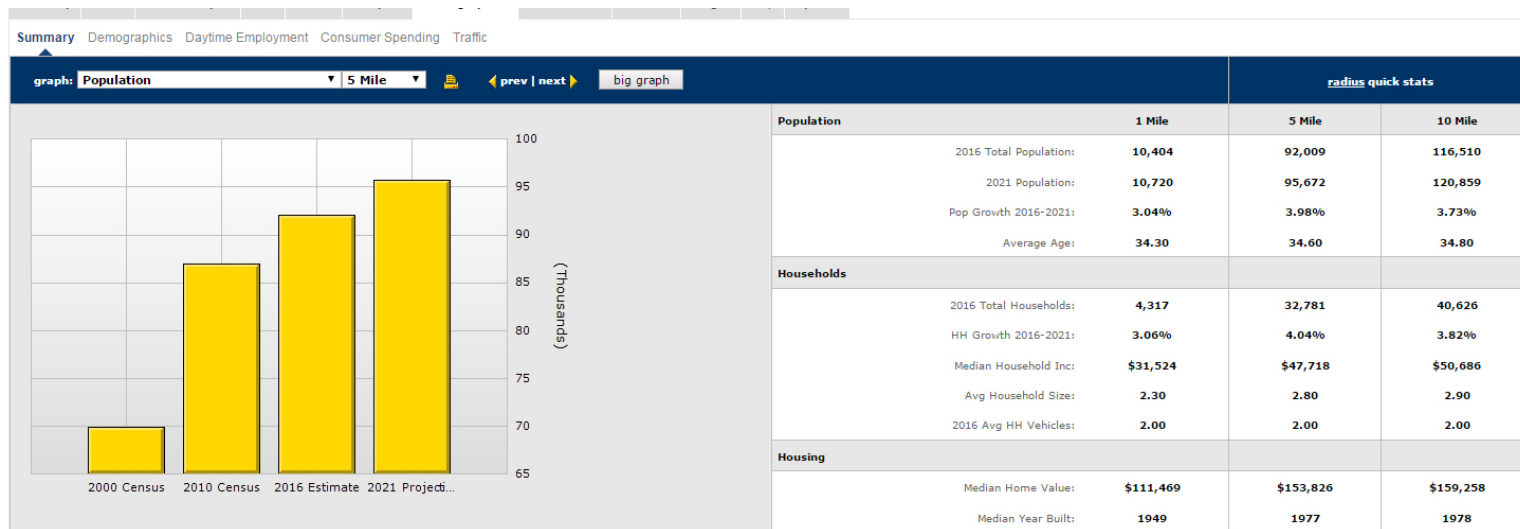 Summary Demographics Daytime Employment Consumer Spending Traffic
graph: Population 5 Mile prev | next big graph radius quick stats
100
95
90
85
80
75
70
65
(Thousands)
2000 Census 2010 Census 2016 Estimate 2021 Projecti...
Population 1 Mile 5 Mile 10 Mile
2016 Total Population: 10,404 92,009 116,510
2021 Population: 10,720 95,672 120,859
Pop Growth 2016-2021: 3.04% 3.98% 3.73%
Average Age: 34.30 34.60 34.80
Households
2016 Total Households: 4,317 32,781 40,626
HH Growth 2016-2021: 3.06% 4.04% 3.82%
Median Household Inc: $31,524 $47,718 $50,686
Avg Household Size: 2.30 2.80 2.90
2016 Avg HH Vehicles: 2.00 2.00 2.00
Housing
Median Home Value: $111,469 $153,826 $159,258
Median Year Built: 1949 1977 1978